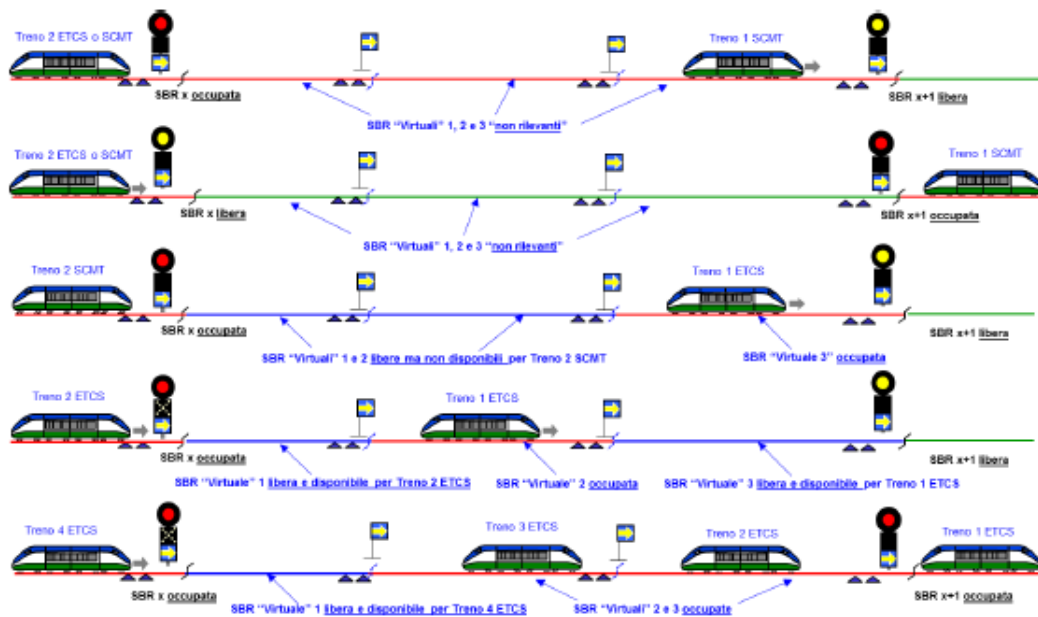 Treno 2 ETCS o SCMT
Treno 1 SCMT
SBR x occupata
SBR "Virtuali" 1, 2 e 3 "non rilevanti"
SBR x+1 libera
Treno 2 ETCS o SCMT
Treno 1 SCMT
SBR x libera
SBR "Virtuali" 1, 2 e 3 "non rilevanti"
SBR x+1 occupata
Treno 2 SCMT
Treno 1 ETCS
SBR x occupata
SBR "Virtuali" 1 e 2 libere ma non disponibili per Treno 2 SCMT
SBR "Virtuale 3" occupata
SBR x+1 libera
Treno 2 ETCS
Treno 1 ETCS
SBR x occupata
SBR "Virtuale" 1 libera e disponibile per Treno 2 ETCS
SBR "Virtuale" 2 occupata
SBR "Virtuale" 3 libera e disponibile per Treno 1 ETCS
SBR x+1 libera
Treno 4 ETCS
Treno 3 ETCS
Treno 2 ETCS
Treno 1 ETCS
SBR x occupata
SBR "Virtuale" 1 libera e disponibile per Treno 4 ETCS
SBR "Virtuali" 2 e 3 occupate
SBR x+1 occupata